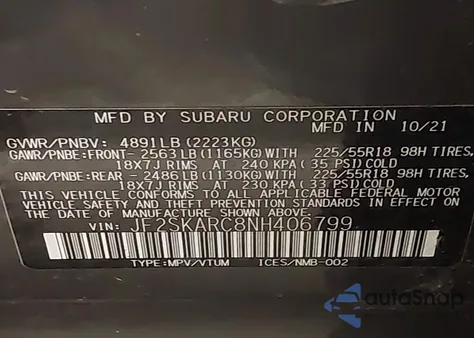 MFD BY SUBARU CORPORATION
MFD IN 10/21
GVWR/PNBV: 4891LB(2223KG)
GAWR/PNBE:FRONT-2563LB(1165KG)WITH 225/55R18 98H TIRES,
18X7J RIMS AT 240 KPA(35 PSI)COLD
GAWR/PNBE:REAR -2486LB(1130KG)WITH 225/55R18 98H TIRES,
18X7J RIMS AT 230 KPA(33 PSI)COLD
THIS VEHICLE CONFORMS TO ALL APPLICABLE FEDERAL MOTOR
VEHICLE SAFETY AND THEFT PREVENTION STANDARDS IN EFFECT ON
THE DATE OF MANUFACTURE SHOWN ABOVE.
VIN: JF2SKARC8NH406799
TYPE:MPV/VTUM ICES/NMB-002
autoSnap